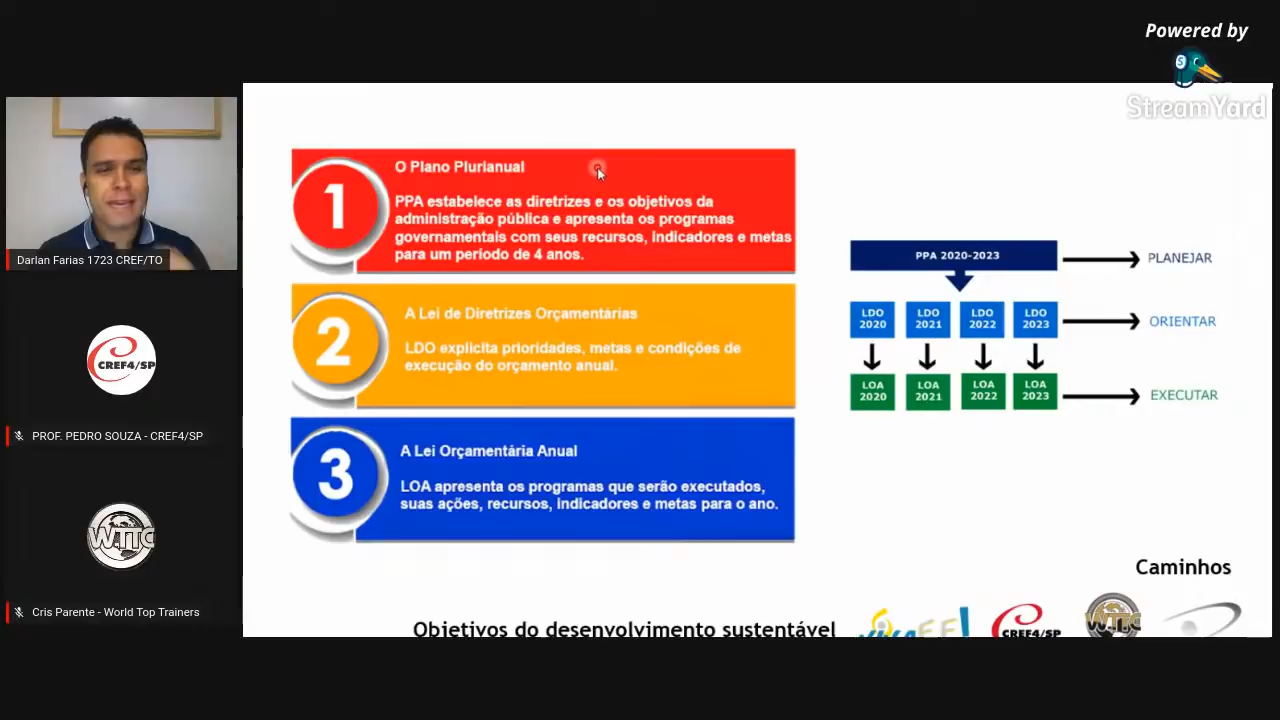 Powered by
StreamYard
Darlan Farias 1723 CREF/TO
CREF4/SP
PROF. PEDRO SOUZA - CREF4/SP
WTTC
Cris Parente - World Top Trainers
1
O Plano Plurianual
PPA estabelece as diretrizes e os objetivos da
administração pública e apresenta os programas
governamentais com seus recursos, indicadores e metas
para um período de 4 anos.
2
A Lei de Diretrizes Orçamentárias
LDO explicita prioridades, metas e condições de
execução do orçamento anual.
3
A Lei Orçamentária Anual
LOA apresenta os programas que serão executados,
suas ações, recursos, indicadores e metas para o ano.
PPA 2020-2023
PLANEJAR
LDO 2020
LDO 2021
LDO 2022
LDO 2023
ORIENTAR
LOA 2020
LOA 2021
LOA 2022
LOA 2023
EXECUTAR
Caminhos
Objetivos do desenvolvimento sustentável
CREF4/SP
WTTC